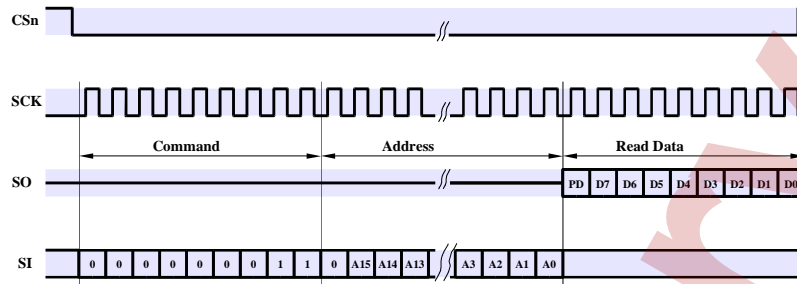 CSn
SCK
Command Address Read Data
SO PD D7 D6 D5 D4 D3 D2 D1 D0
SI 0 0 0 0 0 0 0 1 1 0 A15 A14 A13 A3 A2 A1 A0